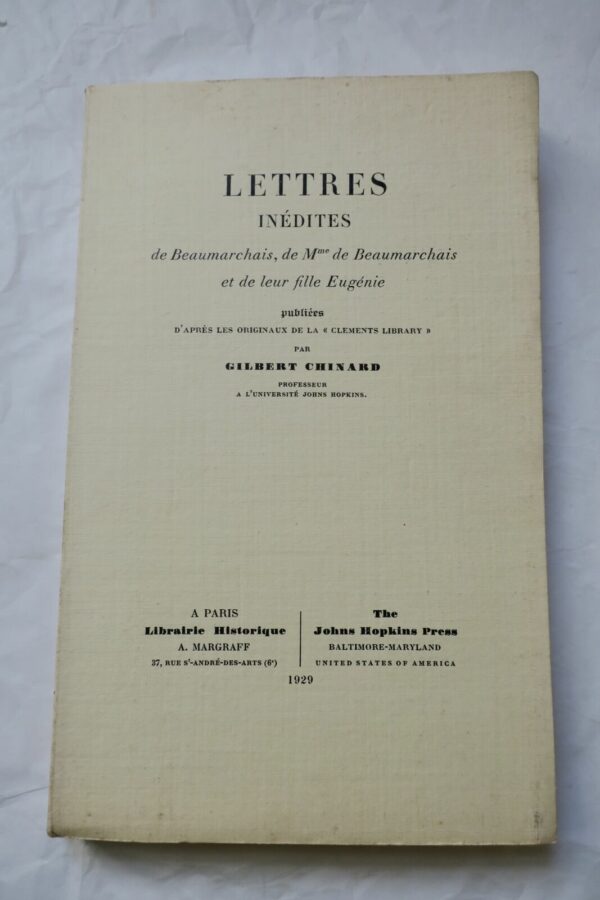 LETTRES
INÉDITES
de Beaumarchais, de Mme de Beaumarchais
et de leur fille Eugénie
publiées
D'APRÈS LES ORIGINAUX DE LA « CLEMENTS LIBRARY »
PAR
GILBERT CHINARD
PROFESSEUR
A L'UNIVERSITÉ JOHNS HOPKINS.
A PARIS
Librairie Historique
A. MARGRAFF
37, RUE St-ANDRÉ-DES-ARTS (6e)
The
Johns Hopkins Press
BALTIMORE-MARYLAND
UNITED STATES OF AMERICA
1929